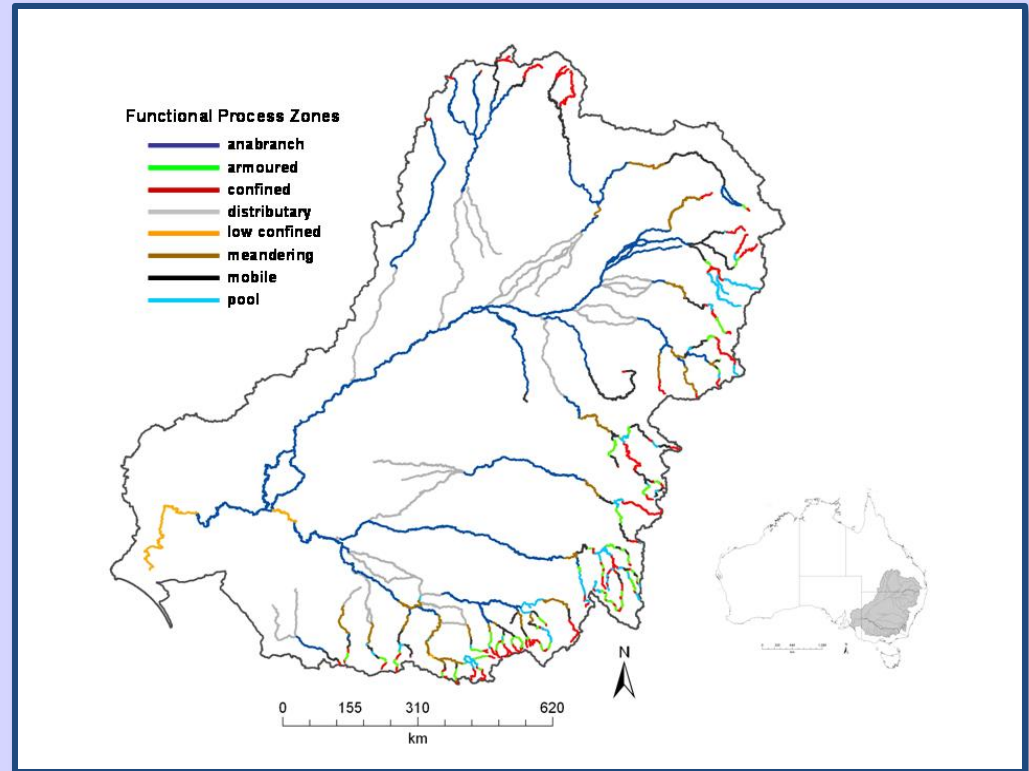 Functional Process Zones
anabranch
armoured
confined
distributary
low confined
meandering
mobile
pool
N
0 155 310 620
km